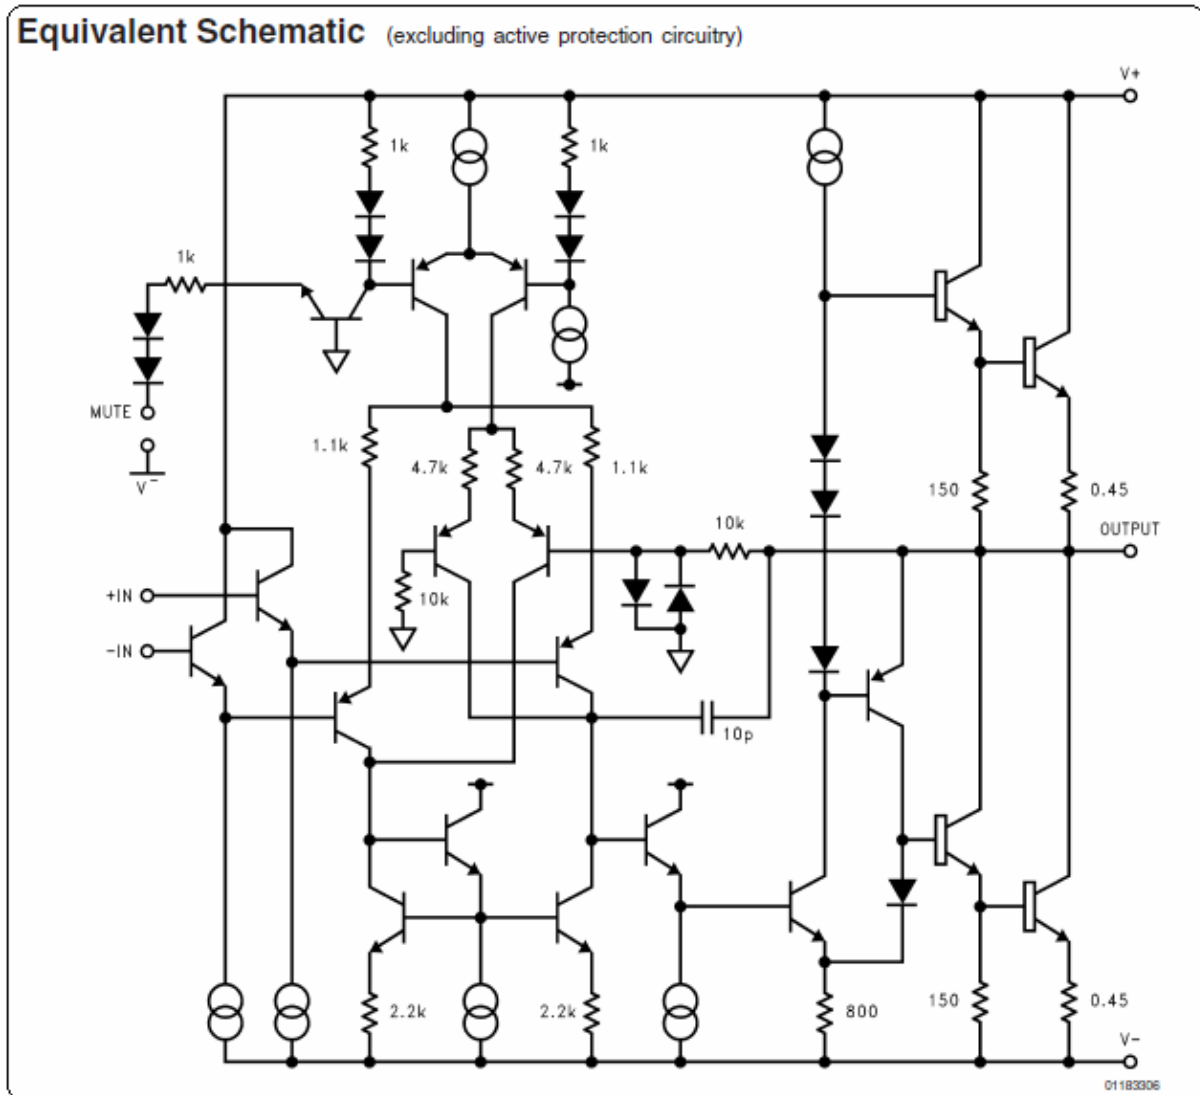 Equivalent Schematic (excluding active protection circuitry)
V+
1k
1k
1k
MUTE
V-
1.1k
4.7k
4.7k
1.1k
150
0.45
10k
OUTPUT
+IN
10k
-IN
10p
2.2k
2.2k
800
150
0.45
V-
01183306